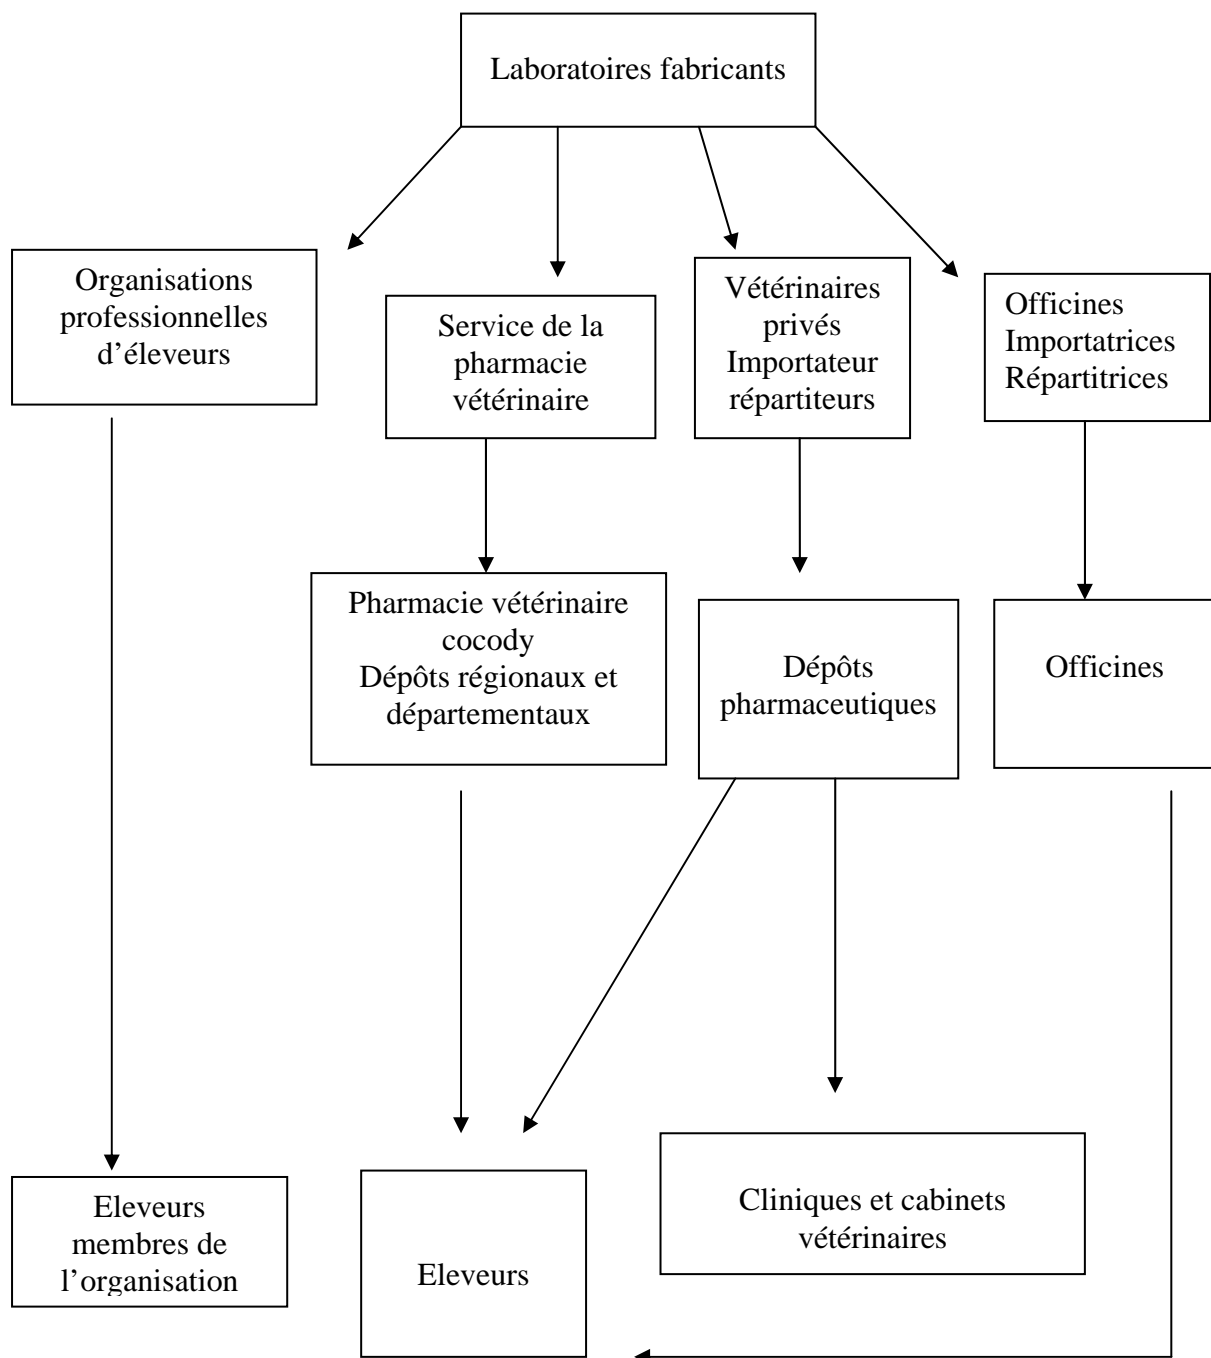 Laboratoires fabricants
Organisations
professionnelles
d’éleveurs
Service de la
pharmacie
vétérinaire
Vétérinaires
privés
Importateur
répartiteurs
Officines
Importatrices
Répartitrices
Pharmacie vétérinaire
cocody
Dépôts régionaux et
départementaux
Dépôts
pharmaceutiques
Officines
Eleveurs
membres de
l’organisation
Eleveurs
Cliniques et cabinets
vétérinaires